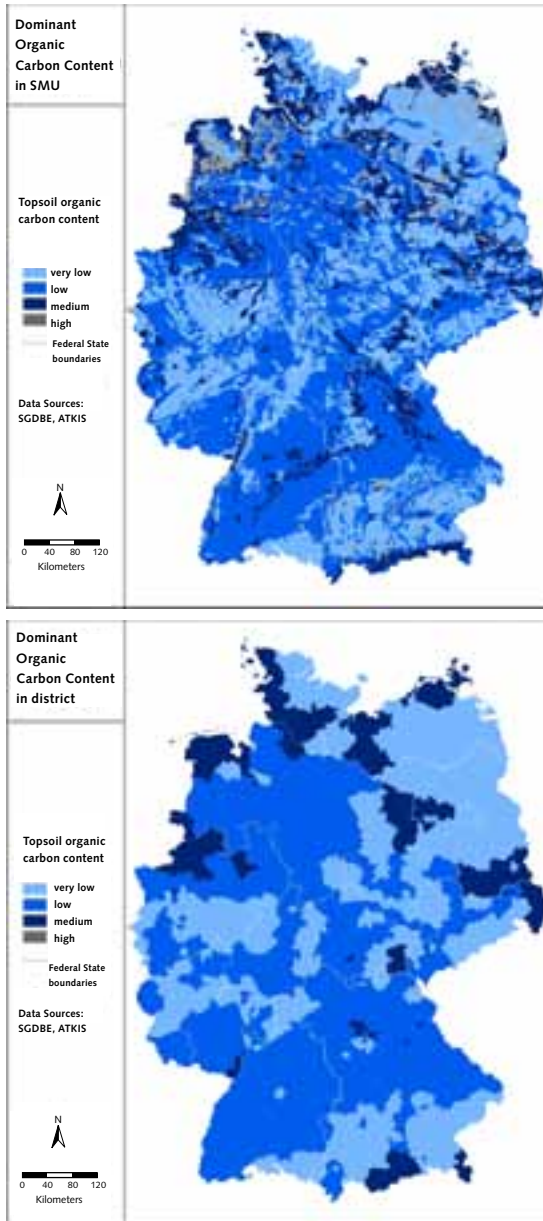 Dominant
Organic
Carbon Content
in SMU
Topsoil organic
carbon content
very low
low
medium
high
Federal State
boundaries
Data Sources:
SGDBE, ATKIS
N
0 40 80 120
Kilometers
Dominant
Organic
Carbon Content
in district
Topsoil organic
carbon content
very low
low
medium
high
Federal State
boundaries
Data Sources:
SGDBE, ATKIS
N
0 40 80 120
Kilometers